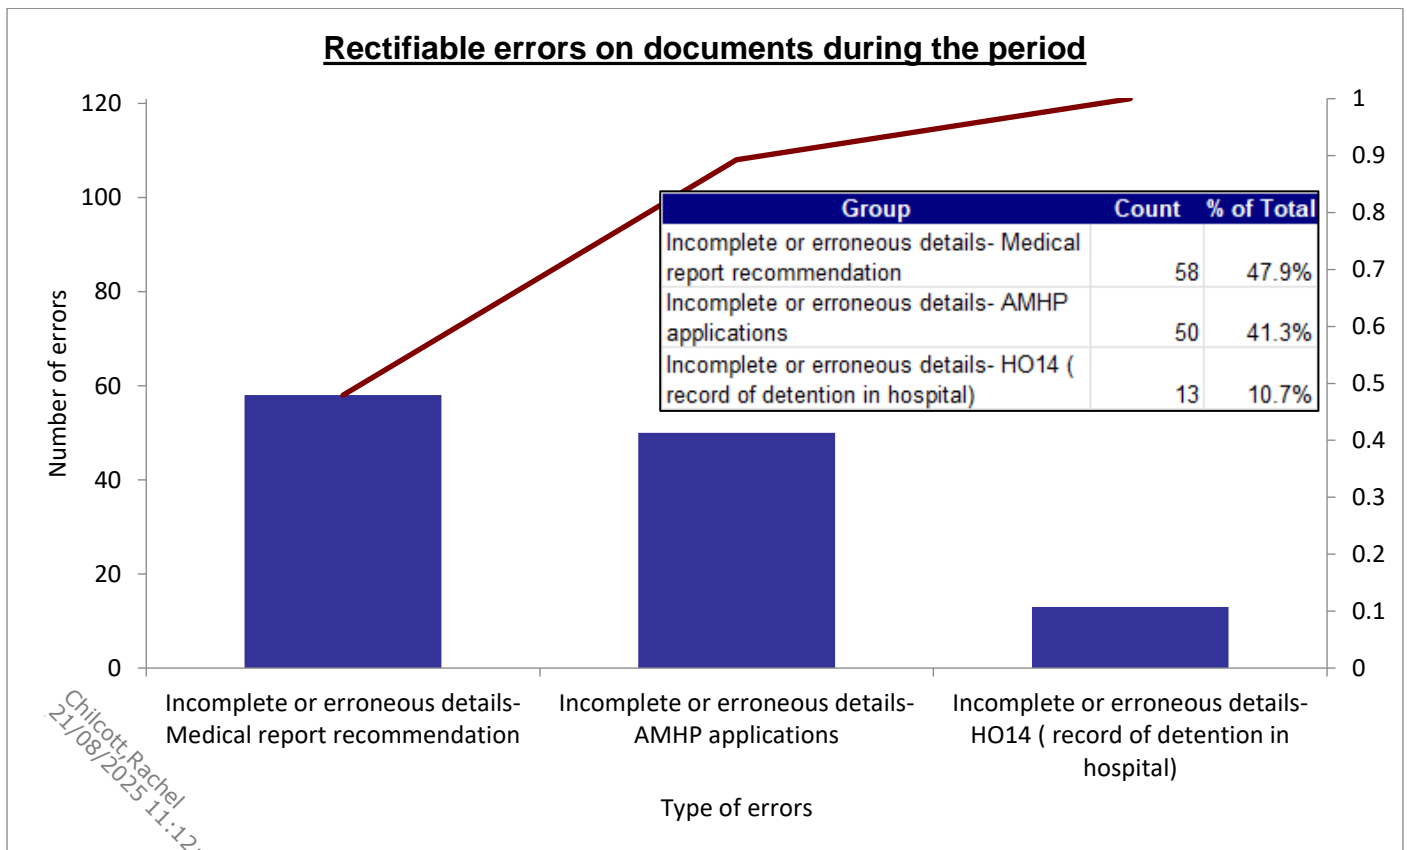 Rectifiable errors on documents during the period
120
100
80
60
40
20
0
Number of errors
1
0.9
0.8
0.7
0.6
0.5
0.4
0.3
0.2
0.1
0
Group Count % of Total
Incomplete or erroneous details- Medical
report recommendation 58 47.9%
Incomplete or erroneous details- AMHP
applications 50 41.3%
Incomplete or erroneous details- HO14 (
record of detention in hospital) 13 10.7%
Incomplete or erroneous details-
Medical report recommendation
Incomplete or erroneous details-
AMHP applications
Incomplete or erroneous details-
HO14 ( record of detention in
hospital)
Type of errors
Chilcott,Rachel
21/08/2025 11:12: